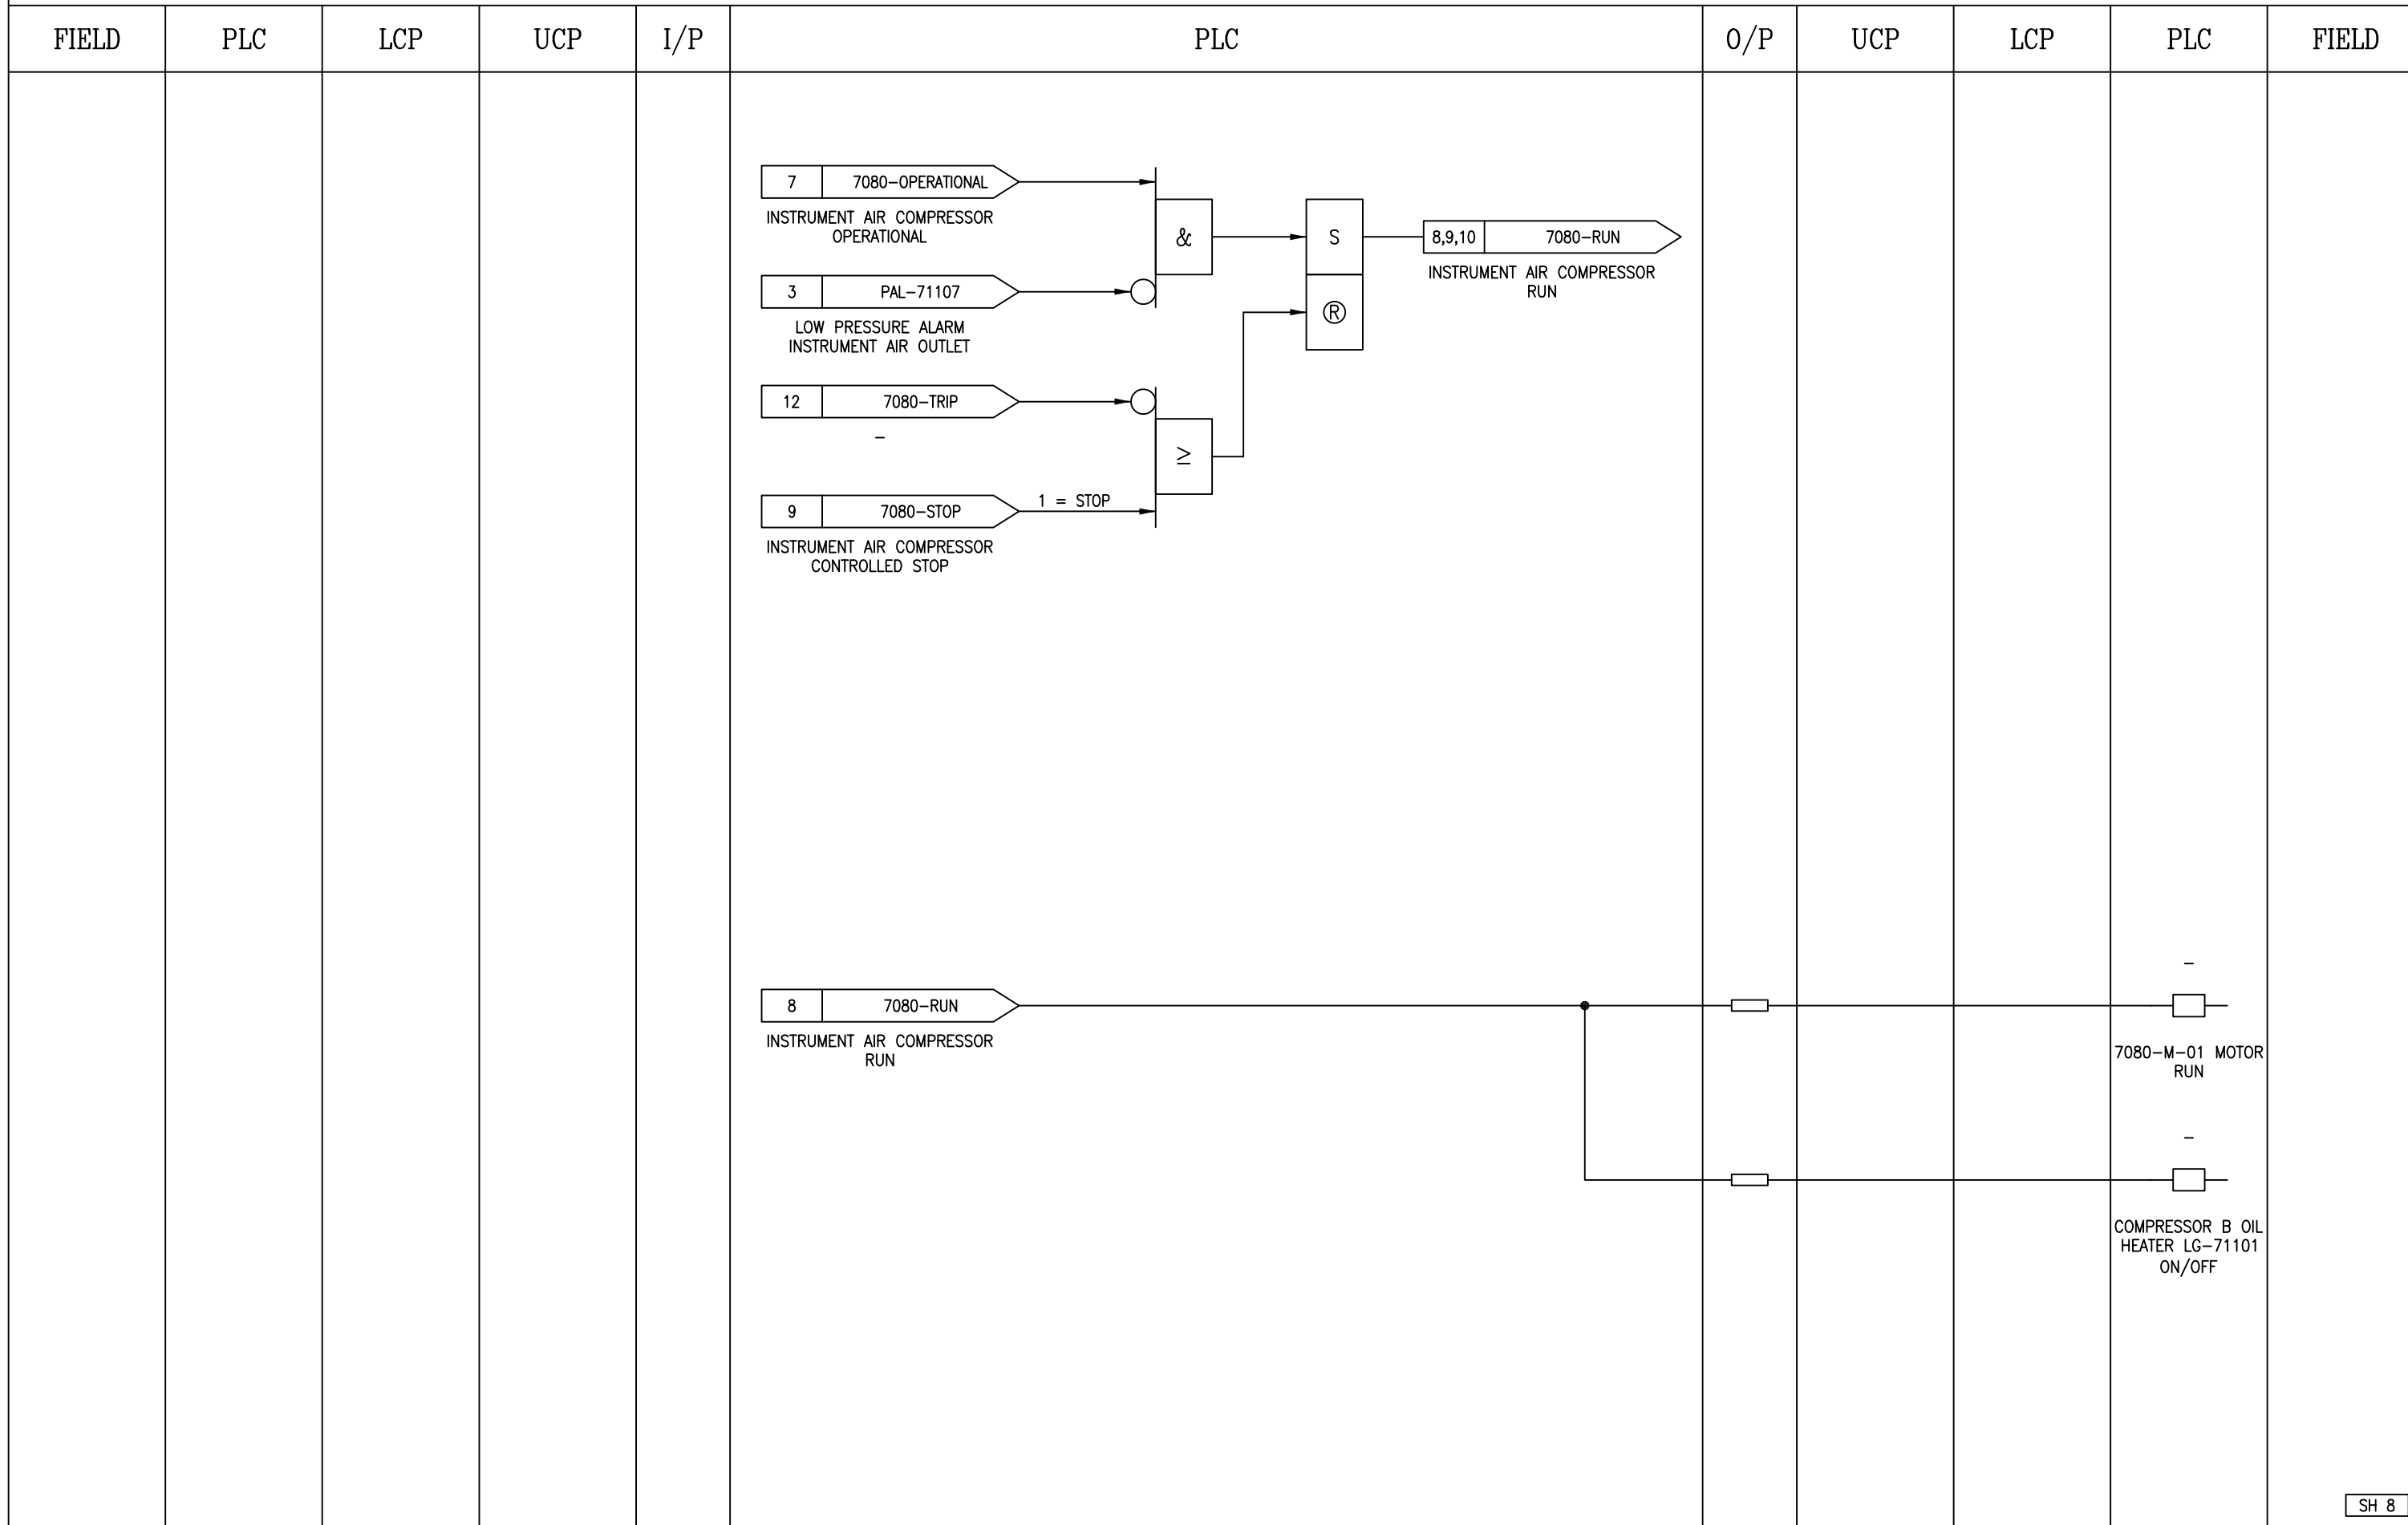 FIELD PLC LCP UCP I/P PLC O/P UCP LCP PLC FIELD
7 7080-OPERATIONAL
INSTRUMENT AIR COMPRESSOR
OPERATIONAL
&
S
8,9,10 7080-RUN
INSTRUMENT AIR COMPRESSOR
RUN
3 PAL-71107
LOW PRESSURE ALARM
INSTRUMENT AIR OUTLET
®
12 7080-TRIP
-
≥
9 7080-STOP
1 = STOP
INSTRUMENT AIR COMPRESSOR
CONTROLLED STOP
-
8 7080-RUN
INSTRUMENT AIR COMPRESSOR
RUN
7080-M-01 MOTOR
RUN
-
COMPRESSOR B OIL
HEATER LG-71101
ON/OFF
SH 8